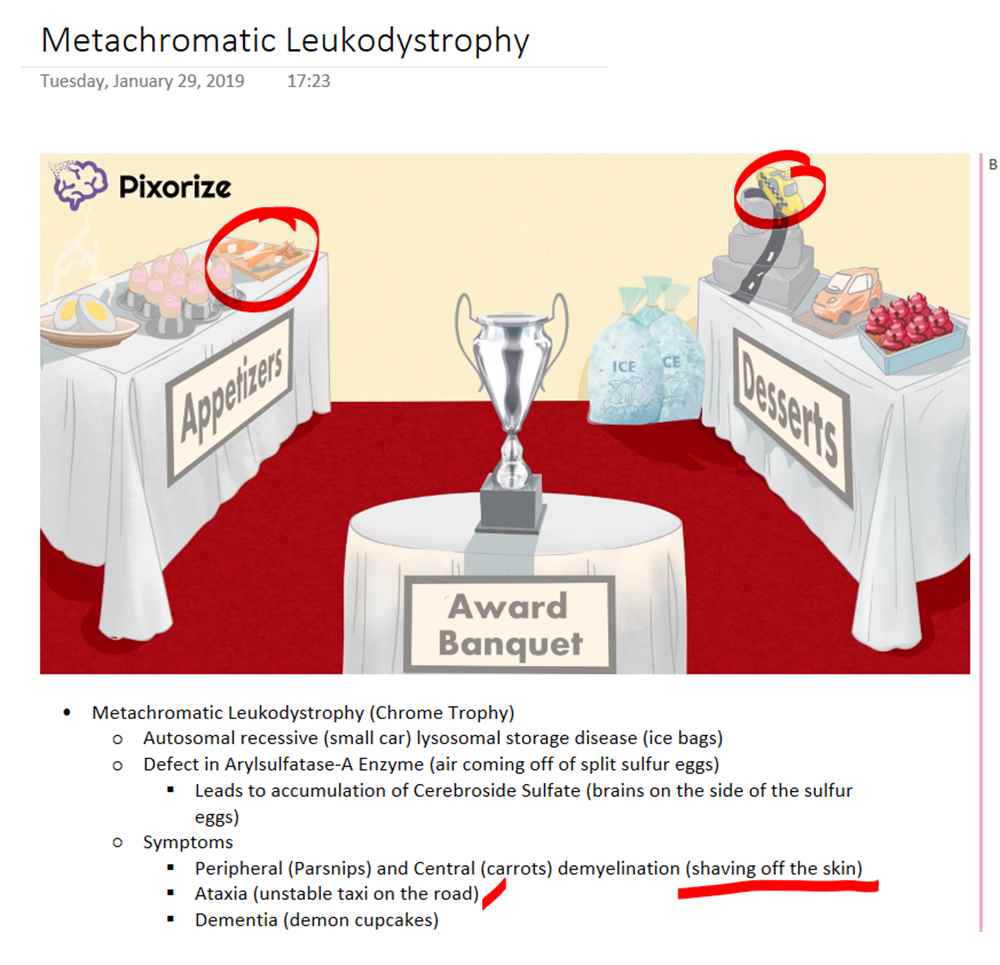 Metachromatic Leukodystrophy
Tuesday, January 29, 2019 17:23
B
Pixorize
Appetizers
ICE
CE
Desserts
Award
Banquet
• Metachromatic Leukodystrophy (Chrome Trophy)
o Autosomal recessive (small car) lysosomal storage disease (ice bags)
o Defect in Arylsulfatase-A Enzyme (air coming off of split sulfur eggs)
▪ Leads to accumulation of Cerebroside Sulfate (brains on the side of the sulfur
eggs)
o Symptoms
▪ Peripheral (Parsnips) and Central (carrots) demyelination (shaving off the skin)
▪ Ataxia (unstable taxi on the road)
▪ Dementia (demon cupcakes)